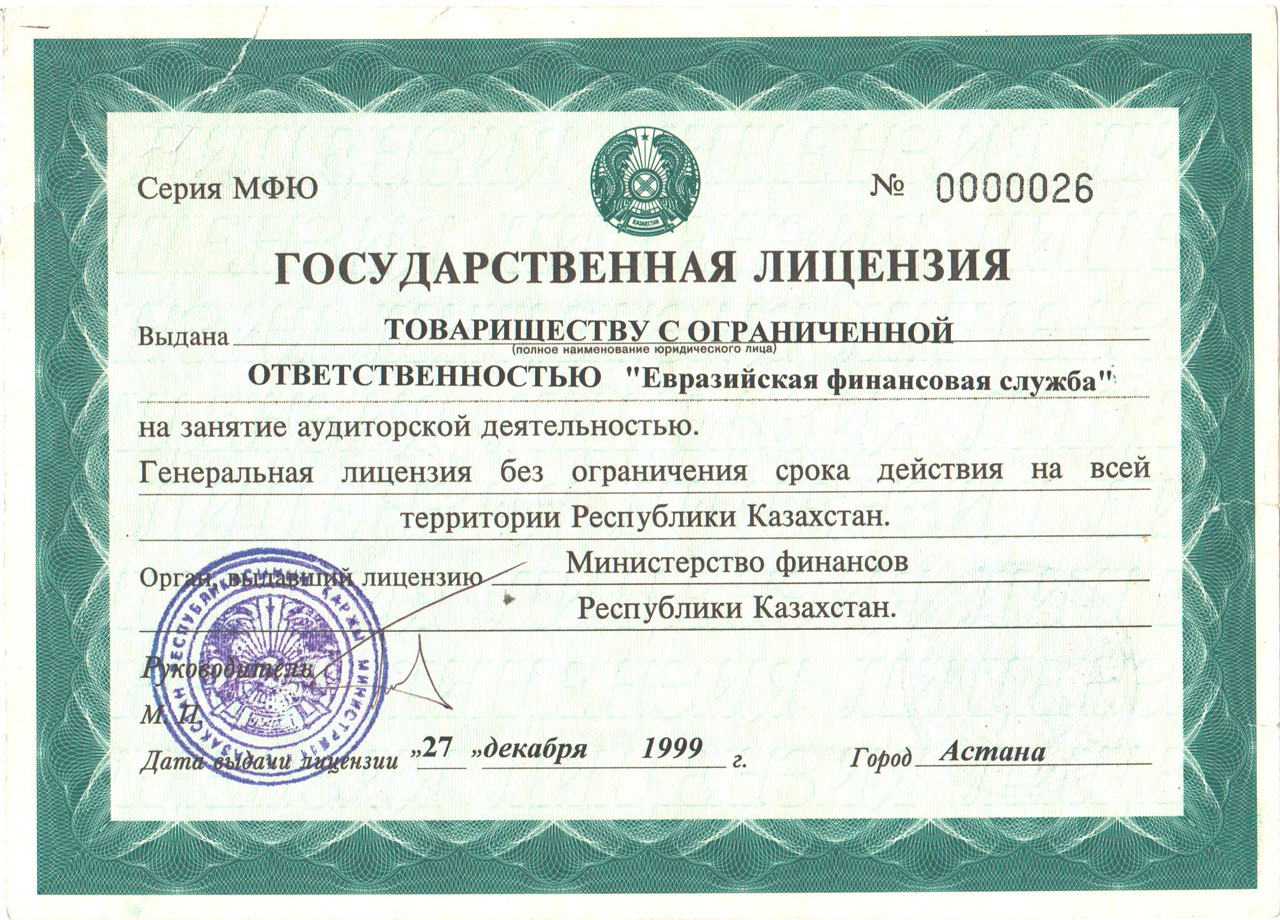 Серия МФЮ
№ 0000026
КАЗАКСТАН
ГОСУДАРСТВЕННАЯ ЛИЦЕНЗИЯ
Выдана ТОВАРИЩЕСТВУ С ОГРАНИЧЕННОЙ
(полное наименование юридического лица)
ОТВЕТСТВЕННОСТЬЮ "Евразийская финансовая служба"
на занятие аудиторской деятельностью.
Генеральная лицензия без ограничения срока действия на всей
территории Республики Казахстан.
Орган, выдавший лицензию Министерство финансов
Республики Казахстан.
Руководитель
М. П.
Дата выдачи лицензии „27 „декабря 1999 г.
Город Астана